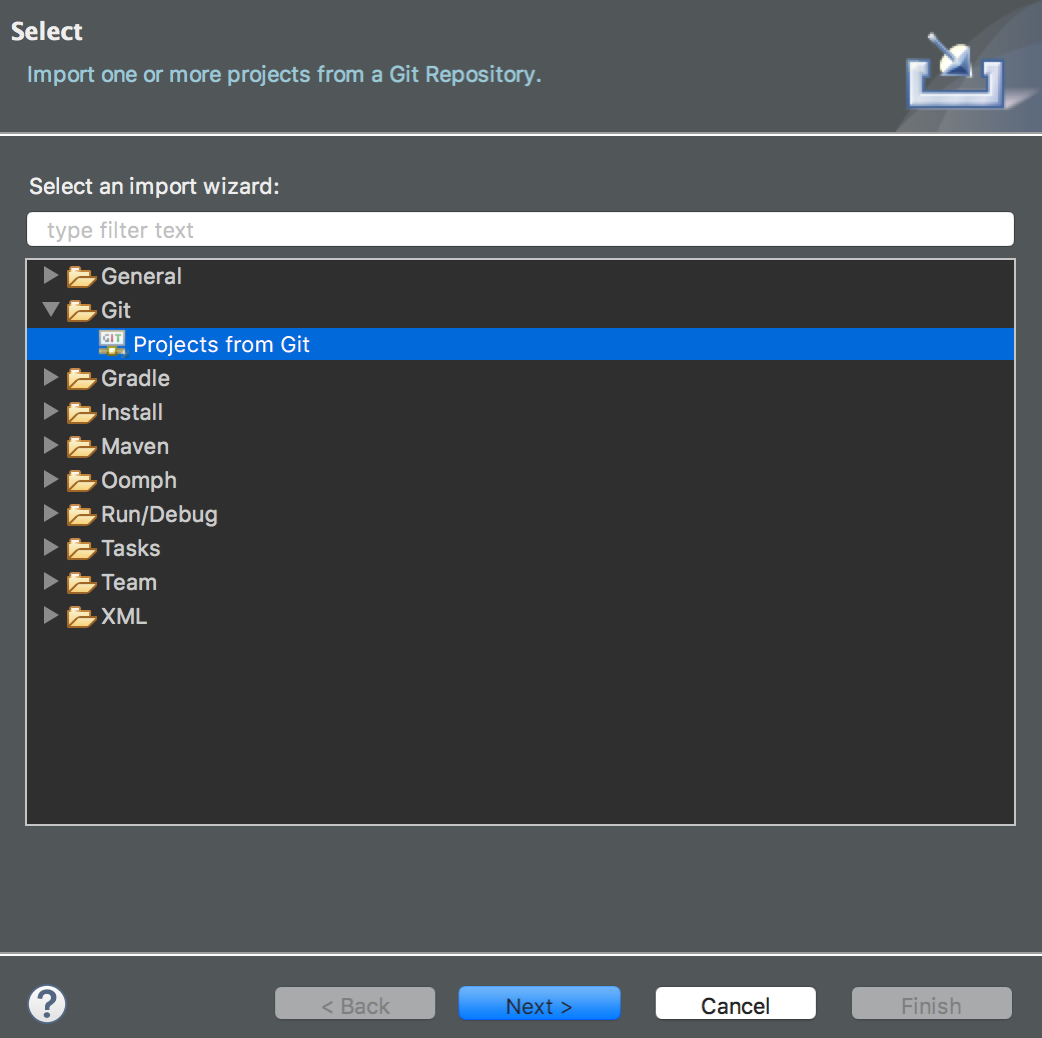 Select
Import one or more projects from a Git Repository.
Select an import wizard:
type filter text
General
Git
GIT
Projects from Git
Gradle
Install
Maven
Oomph
Run/Debug
Tasks
Team
XML
?
< Back
Next >
Cancel
Finish